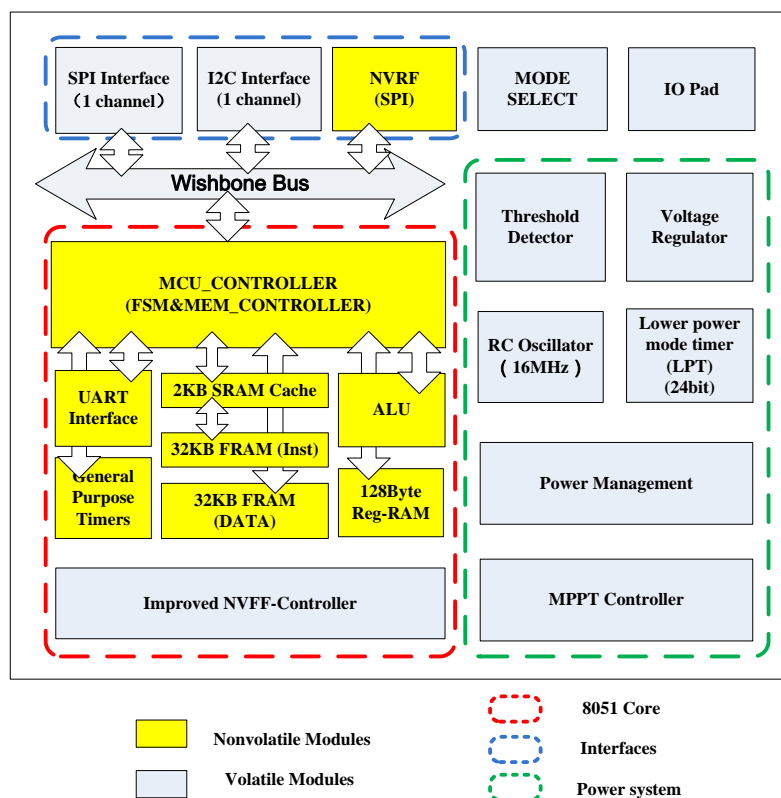 SPI Interface
(1 channel)
I2C Interface
(1 channel)
NVRF
(SPI)
MODE
SELECT
IO Pad
Wishbone Bus
Threshold
Detector
Voltage
Regulator
MCU_CONTROLLER
(FSM&MEM_CONTROLLER)
RC Oscillator
( 16MHz )
Lower power
mode timer
(LPT)
(24bit)
UART
Interface
2KB SRAM Cache
ALU
32KB FRAM (Inst)
General
Purpose
Timers
32KB FRAM
(DATA)
128Byte
Reg-RAM
Power Management
Improved NVFF-Controller
MPPT Controller
Nonvolatile Modules
Volatile Modules
8051 Core
Interfaces
Power system